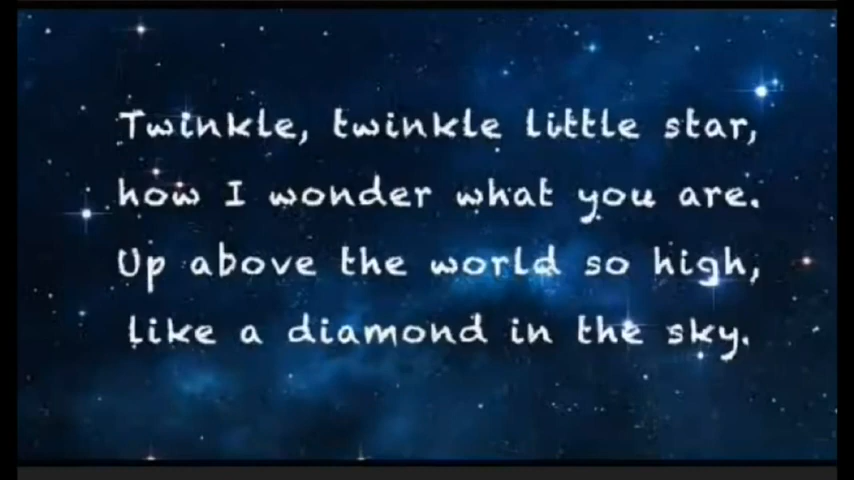 Twinkle, twinkle little star,
how I wonder what you are.
Up above the world so high,
like a diamond in the sky.